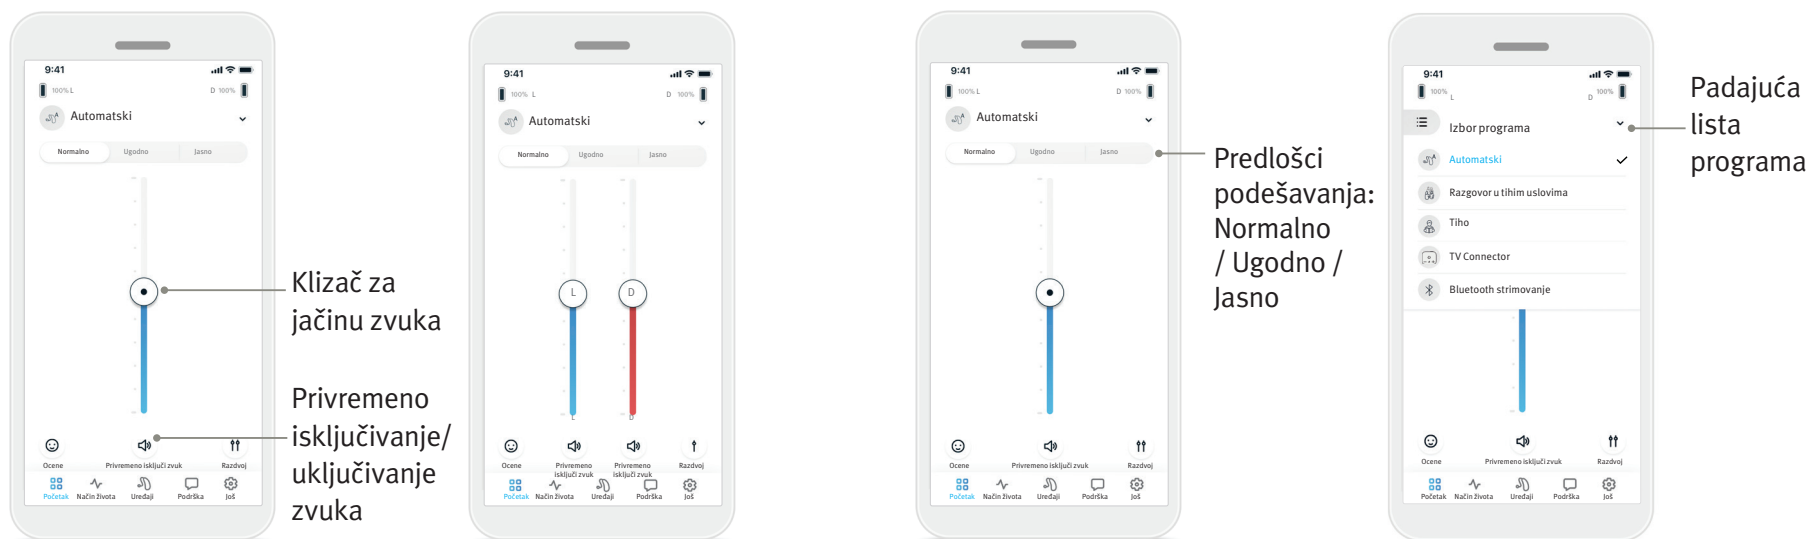 9:41
100% L
D 100%
Automatski
Normalno Ugodno Jasno
Ocene
Privremeno isključi zvuk
Razdvoj
Početak Način života Uređaji Podrška Još
Klizač za
jačinu zvuka
Privremeno
isključivanje/
uključivanje
zvuka
9:41
100% L
D 100%
Automatski
Normalno Ugodno Jasno
L
D
L
D
Ocene
Privremeno
isključi zvuk
Privremeno
isključi zvuk
Razdvoj
Početak Način života Uređaji Podrška Još
9:41
100% L
D 100%
Automatski
Normalno Ugodno Jasno
Ocene
Privremeno isključi zvuk
Razdvoj
Početak Način života Uređaji Podrška Još
Predlošci
podešavanja:
Normalno
/ Ugodno /
Jasno
9:41
100% L
D 100%
Izbor programa
Automatski
Razgovor u tihim uslovima
Tiho
TV Connector
Bluetooth strimovanje
Ocene
Privremeno isključi zvuk
Razdvoj
Početak Način života Uređaji Podrška Još
Padajuća
lista
programa